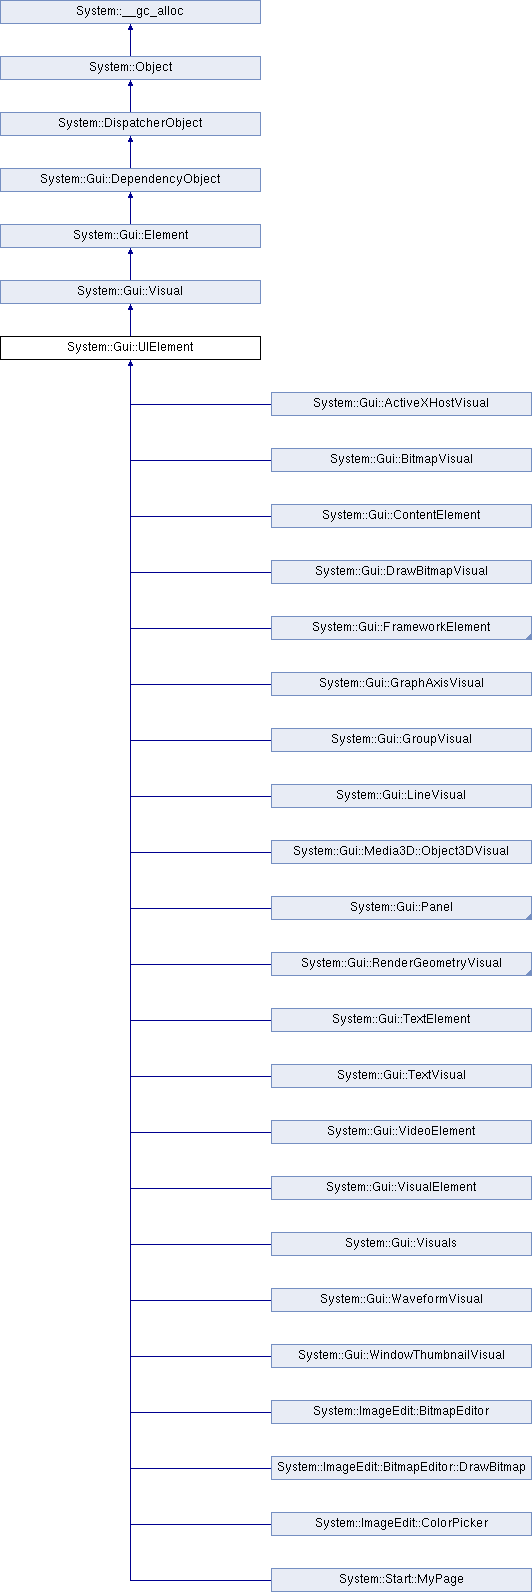 System::__gc_alloc
System::Object
System::DispatcherObject
System::Gui::DependencyObject
System::Gui::Element
System::Gui::Visual
System::Gui::UIElement
System::Gui::ActiveXHostVisual
System::Gui::BitmapVisual
System::Gui::ContentElement
System::Gui::DrawBitmapVisual
System::Gui::FrameworkElement
System::Gui::GraphAxisVisual
System::Gui::GroupVisual
System::Gui::LineVisual
System::Gui::Media3D::Object3DVisual
System::Gui::Panel
System::Gui::RenderGeometryVisual
System::Gui::TextElement
System::Gui::TextVisual
System::Gui::VideoElement
System::Gui::VisualElement
System::Gui::Visuals
System::Gui::WaveformVisual
System::Gui::WindowThumbnailVisual
System::ImageEdit::BitmapEditor
System::ImageEdit::BitmapEditor::DrawBitmap
System::ImageEdit::ColorPicker
System::Start::MyPage